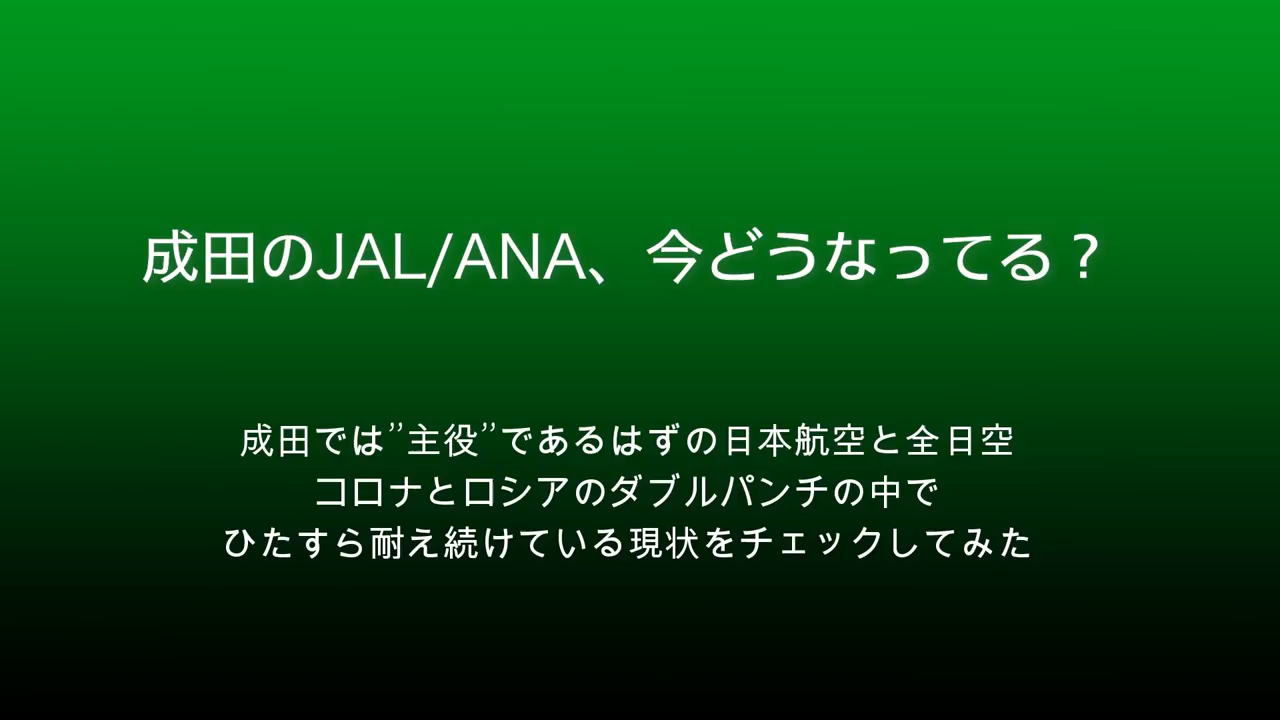 成田のJAL/ANA、今どうなってる？
成田では”主役”であるはずの日本航空と全日空
コロナとロシアのダブルパンチの中で
ひたすら耐え続けている現状をチェックしてみた